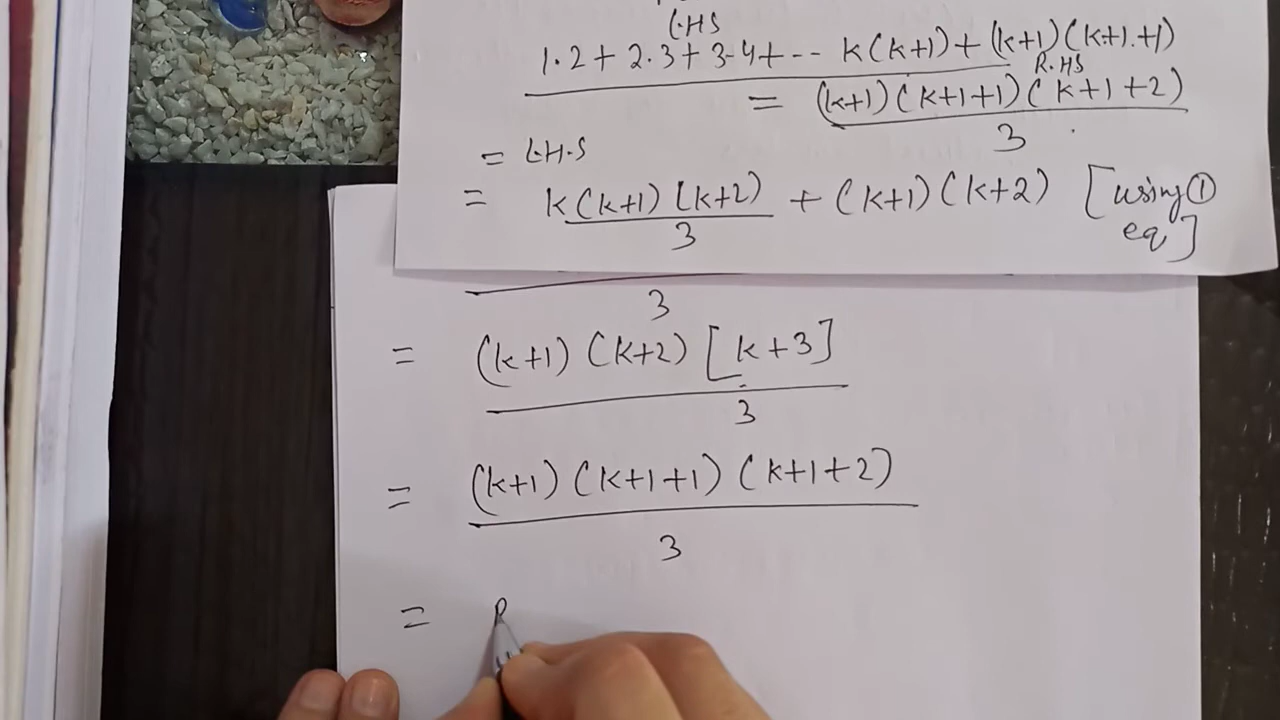 L.HS
1.2 + 2.3 + 3.4 + -- k(k+1) + (k+1)(k+1.+1)
R.HS
= (k+1)(k+1+1)(k+1+2)
3
= L.H.S
= k(k+1)(k+2) + (k+1)(k+2) [using ①
3 eq]
3
= (k+1)(k+2)[k+3]
3
= (k+1)(k+1+1)(k+1+2)
3
= R